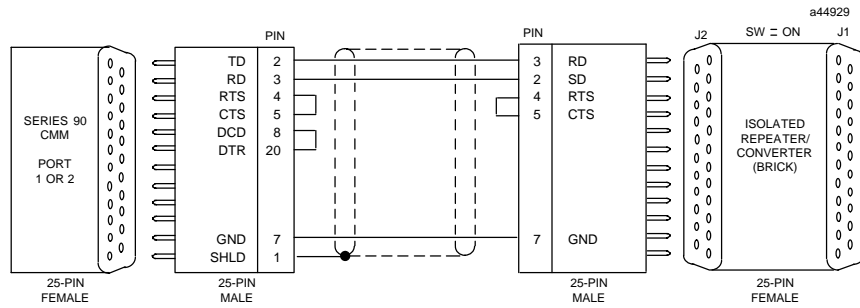 a44929
PIN
PIN
J2
SW = ON
J1
SERIES 90
CMM
PORT
1 OR 2
TD 2
RD 3
RTS 4
CTS 5
DCD 8
DTR 20
GND 7
SHLD 1
3 RD
2 SD
4 RTS
5 CTS
7 GND
ISOLATED
REPEATER/
CONVERTER
(BRICK)
25-PIN
FEMALE
25-PIN
MALE
25-PIN
MALE
25-PIN
FEMALE